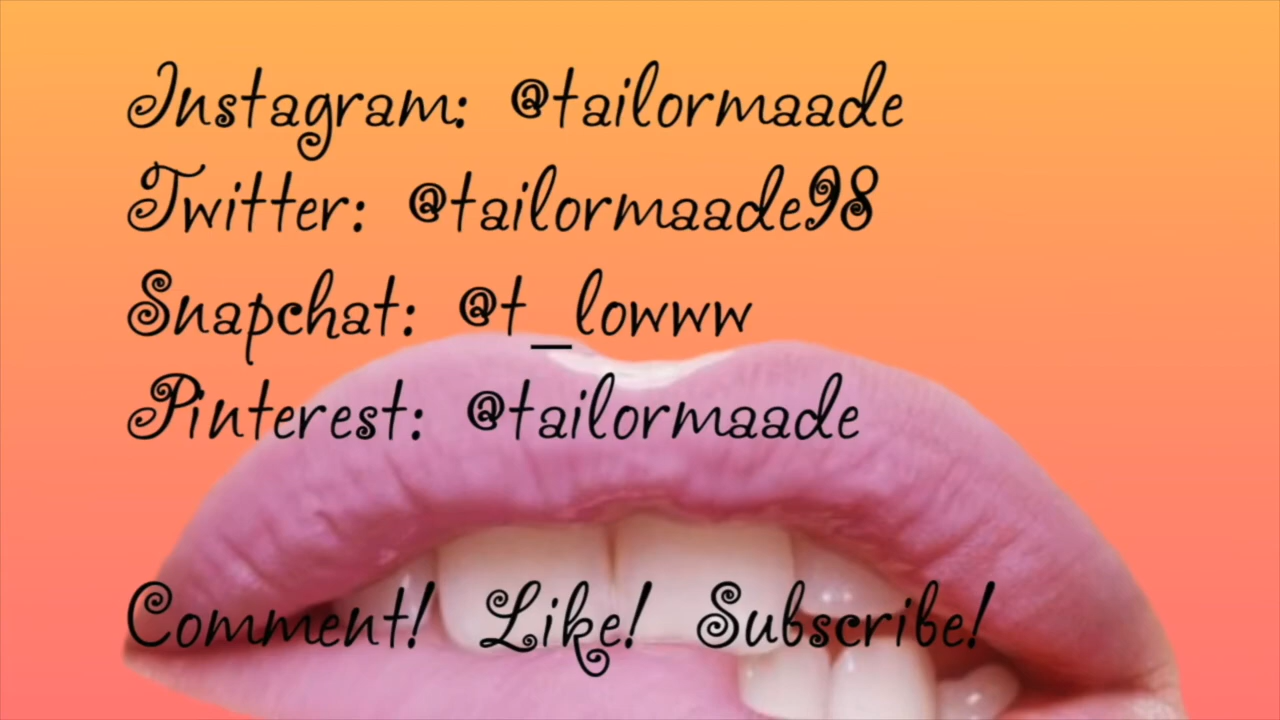 Instagram: @tailormaade
Twitter: @tailormaade98
Snapchat: @t_lowww
Pinterest: @tailormaade
Comment! Like! Subscribe!